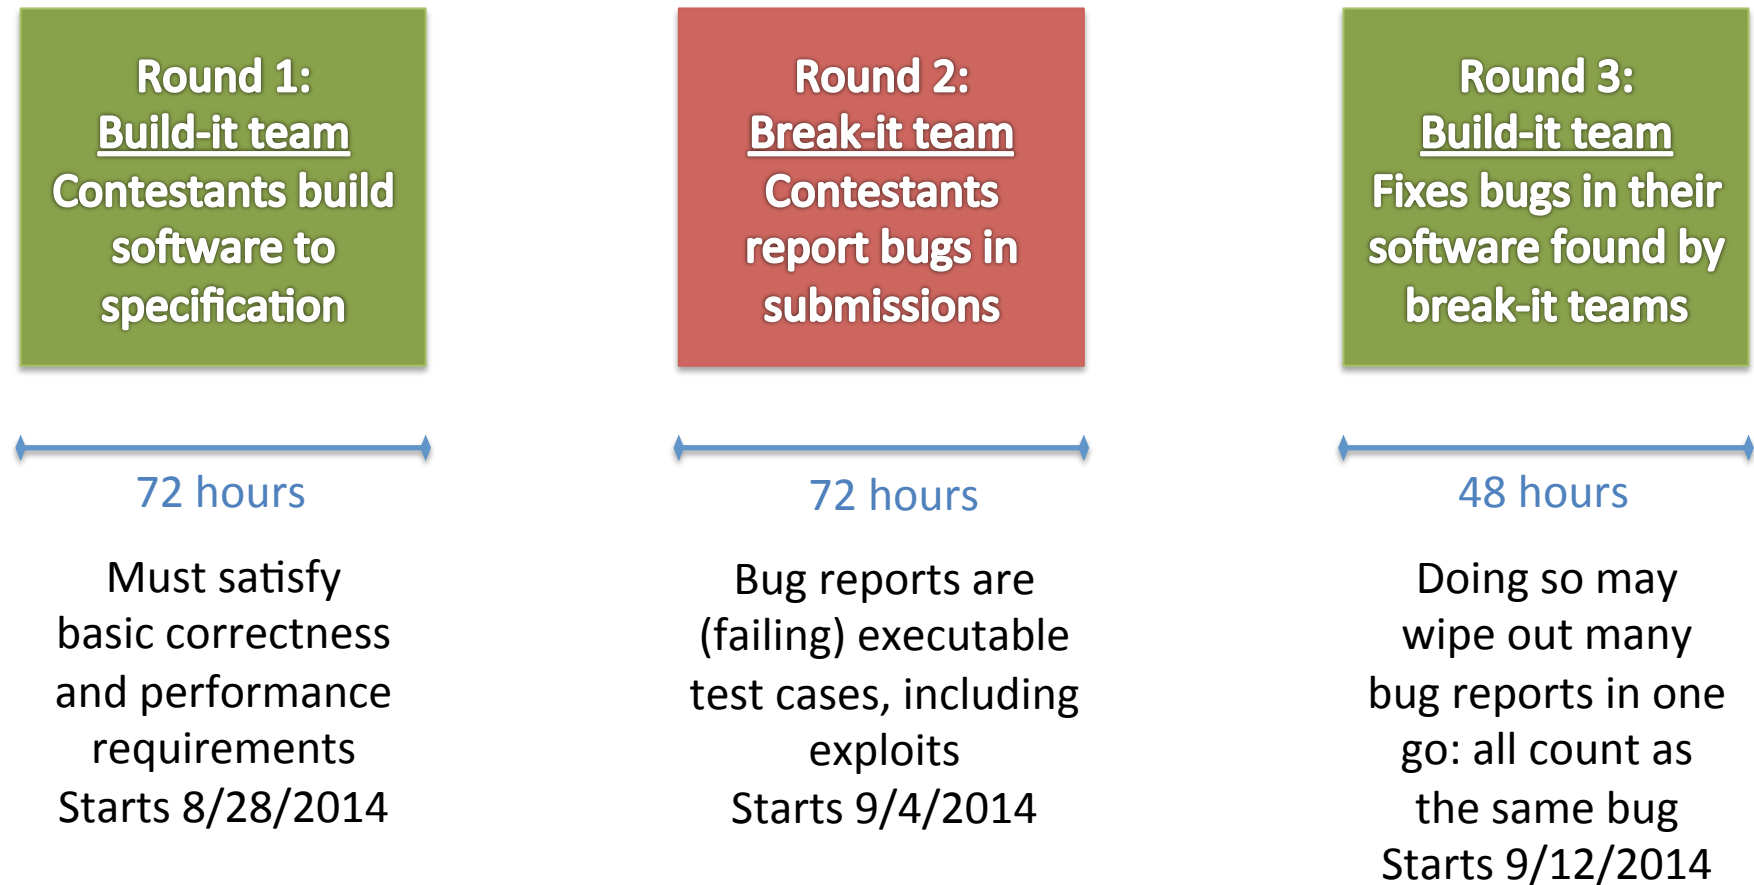 Round 1:
Build-it team
Contestants build
software to
specification
72 hours
Must satisfy
basic correctness
and performance
requirements
Starts 8/28/2014
Round 2:
Break-it team
Contestants
report bugs in
submissions
72 hours
Bug reports are
(failing) executable
test cases, including
exploits
Starts 9/4/2014
Round 3:
Build-it team
Fixes bugs in their
software found by
break-it teams
48 hours
Doing so may
wipe out many
bug reports in one
go: all count as
the same bug
Starts 9/12/2014